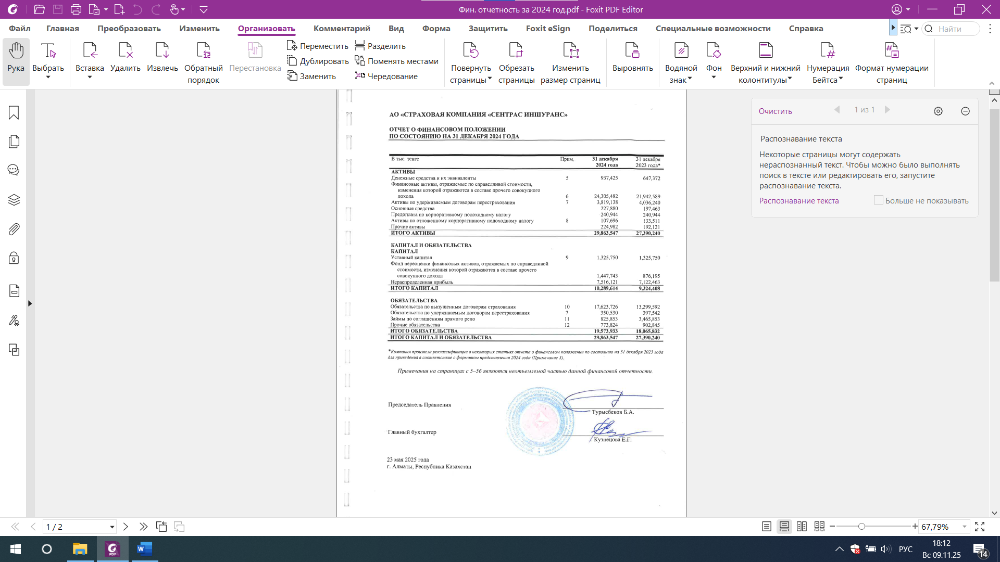 Фин. отчетность за 2024 год.pdf - Foxit PDF Editor
Файл Главная Преобразовать Изменить Организовать Комментарий Вид Форма Защитить Foxit eSign Поделиться Специальные возможности Справка Найти
Рука
Выбрать
Вставка
Удалить
Извлечь
Обратный порядок
Перестановка
Переместить
Дублировать
Заменить
Разделить
Поменять местами
Чередование
Повернуть страницы
Обрезать страницы
Изменить размер страниц
Выровнять
Водяной знак
Фон
Верхний и нижний колонтитулы
Нумерация Бейтса
Формат нумерации страниц
АО «СТРАХОВАЯ КОМПАНИЯ «СЕНТРАС ИНШУРАНС»
ОТЧЕТ О ФИНАНСОВОМ ПОЛОЖЕНИИ
ПО СОСТОЯНИЮ НА 31 ДЕКАБРЯ 2024 ГОДА
В тыс. тенге Прим. 31 декабря 31 декабря
2024 года 2023 года*
АКТИВЫ
Денежные средства и их эквиваленты 5 937,425 647,372
Финансовые активы, отражаемые по справедливой стоимости,
изменения которой отражаются в составе прочего совокупного
дохода 6 24,305,482 21,942,589
Активы по удерживаемым договорам перестрахования 7 3,819,138 4,036,240
Основные средства 227,880 197,463
Предоплата по корпоративному подоходному налогу 240,944 240,944
Активы по отложенному корпоративному подоходному налогу 8 107,696 133,511
Прочие активы 224,982 192,121
ИТОГО АКТИВЫ 29,863,547 27,390,240
КАПИТАЛ И ОБЯЗАТЕЛЬСТВА
КАПИТАЛ
Уставный капитал 9 1,325,750 1,325,750
Фонд переоценки финансовых активов, отражаемых по справедливой
стоимости, изменения которой отражаются в составе прочего
совокупного дохода 1,447,743 876,195
Нераспределенная прибыль 7,516,121 7,122,463
ИТОГО КАПИТАЛ 10,289,614 9,324,408
ОБЯЗАТЕЛЬСТВА
Обязательства по выпущенным договорам страхования 10 17,623,726 13,299,592
Обязательства по удерживаемым договорам перестрахования 7 350,530 397,542
Займы по соглашениям прямого репо 11 825,853 3,465,853
Прочие обязательства 12 773,824 902,845
ИТОГО ОБЯЗАТЕЛЬСТВА 19,573,933 18,065,832
ИТОГО КАПИТАЛ И ОБЯЗАТЕЛЬСТВА 29,863,547 27,390,240
*Компания произвела реклассификации в некоторых статьях отчета о финансовом положении по состоянию на 31 декабря 2023 года
для приведения в соответствие с форматом представления 2024 года (Примечание 3).
Примечания на страницах с 5–56 являются неотъемлемой частью данной финансовой отчетности.
Председатель Правления
Турысбеков Б.А.
Главный бухгалтер
Кузнецова Е.Г.
23 мая 2025 года
г. Алматы, Республика Казахстан
Очистить 1 из 1
Распознавание текста
Некоторые страницы могут содержать
нераспознанный текст. Чтобы можно было выполнять
поиск в тексте или редактировать его, запустите
распознавание текста.
Распознавание текста Больше не показывать
1 / 2
67,79%
РУС
18:12
Вс 09.11.25
14